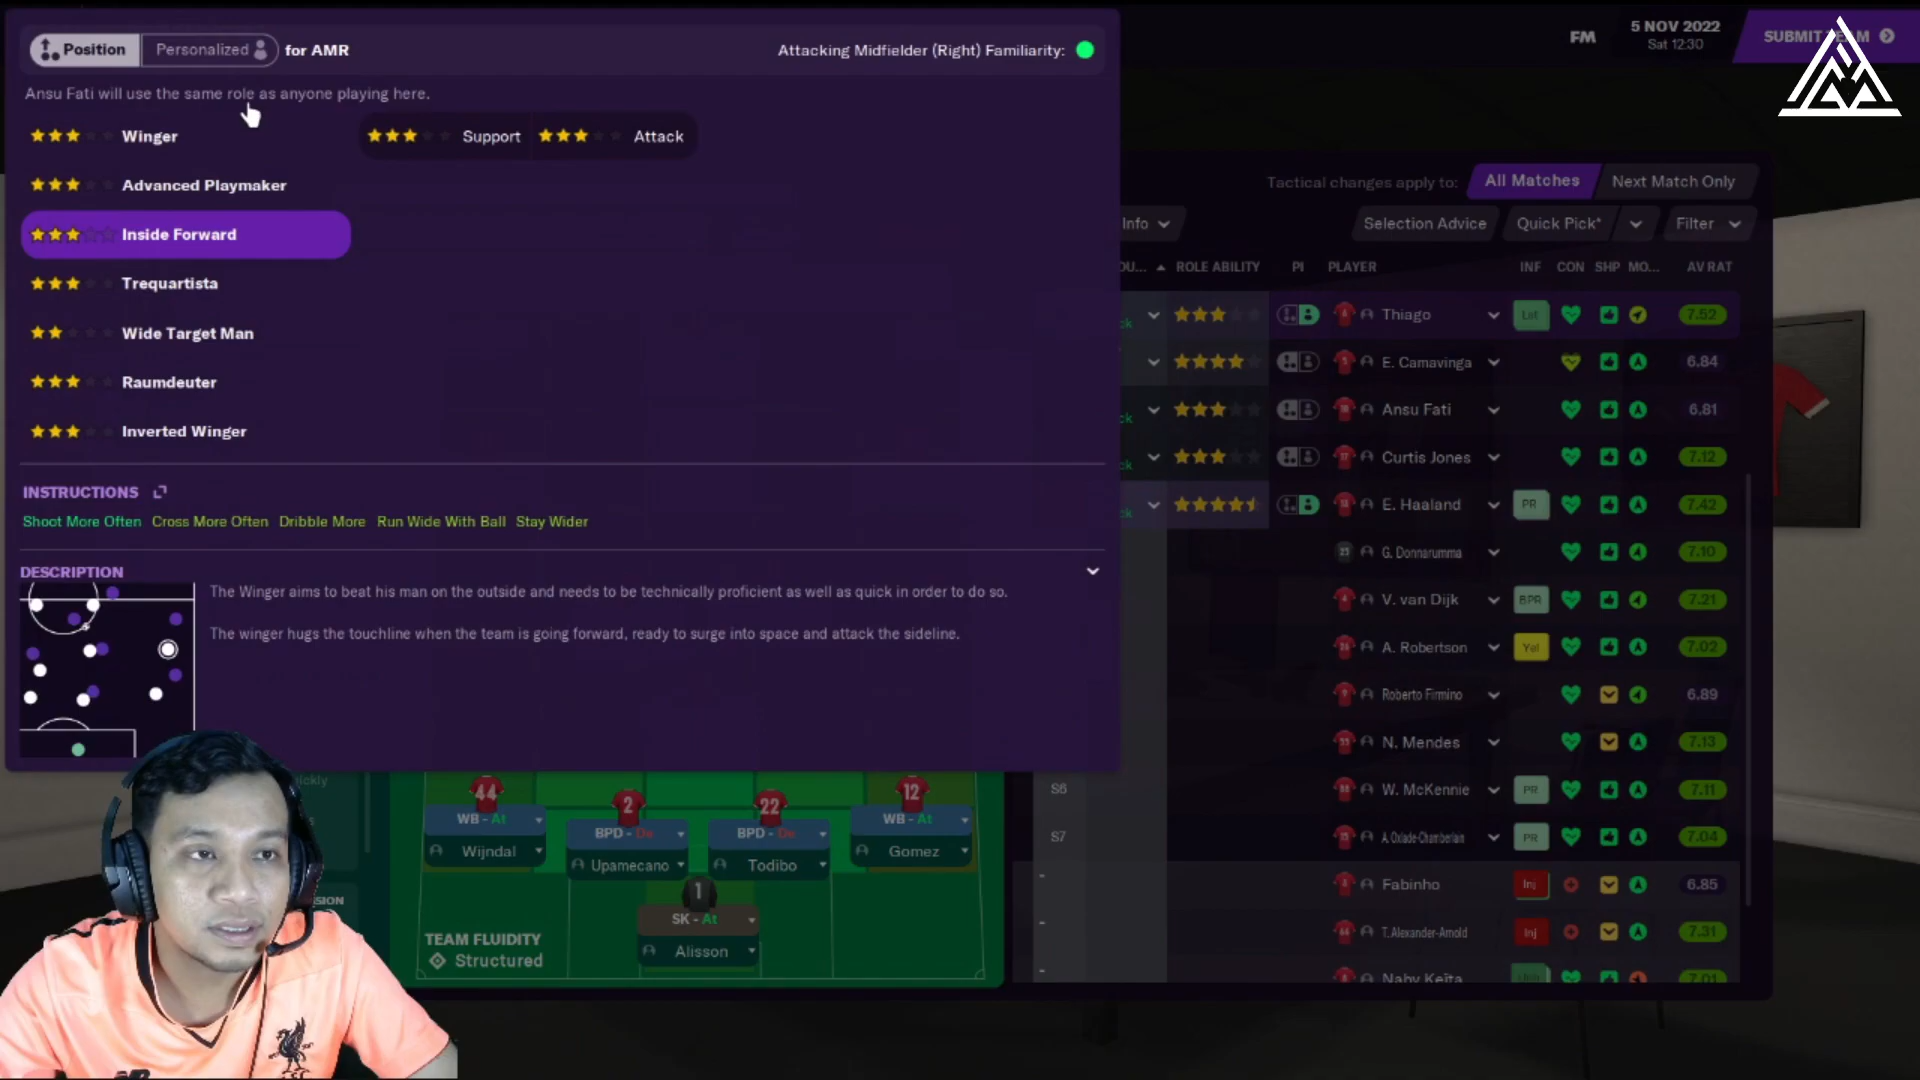 Position Personalized for AMR
Attacking Midfielder (Right) Familiarity:
Ansu Fati will use the same role as anyone playing here.
Winger Support Attack
Advanced Playmaker
Inside Forward
Trequartista
Wide Target Man
Raumdeuter
Inverted Winger
INSTRUCTIONS
Shoot More Often Cross More Often Dribble More Run Wide With Ball Stay Wider
DESCRIPTION
The Winger aims to beat his man on the outside and needs to be technically proficient as well as quick in order to do so.
The winger hugs the touchline when the team is going forward, ready to surge into space and attack the sideline.
FM 5 NOV 2022
Sat 12:30
Tactical changes apply to: All Matches Next Match Only
Info Selection Advice Quick Pick* Filter
ROLE ABILITY PI PLAYER INF CON SHP MO... AV RAT
Thiago 7.52
E. Camavinga 6.84
Ansu Fati 6.81
Curtis Jones 7.12
E. Haaland PR 7.42
G. Donnarumma 7.10
V. van Dijk BPR 7.21
A. Robertson Yel 7.02
Roberto Firmino 6.89
N. Mendes 7.13
S6 W. McKennie PR 7.11
S7 A. Oxlade-Chamberlain PR 7.04
- Fabinho Inj 6.85
- T. Alexander-Arnold Inj 7.31
- Naby Keïta 7.01
44 2 22 12
WB - At BPD - De BPD - De WB - At
Wijndal Upamecano Todibo Gomez
1
SK - At
Alisson
TEAM FLUIDITY
Structured